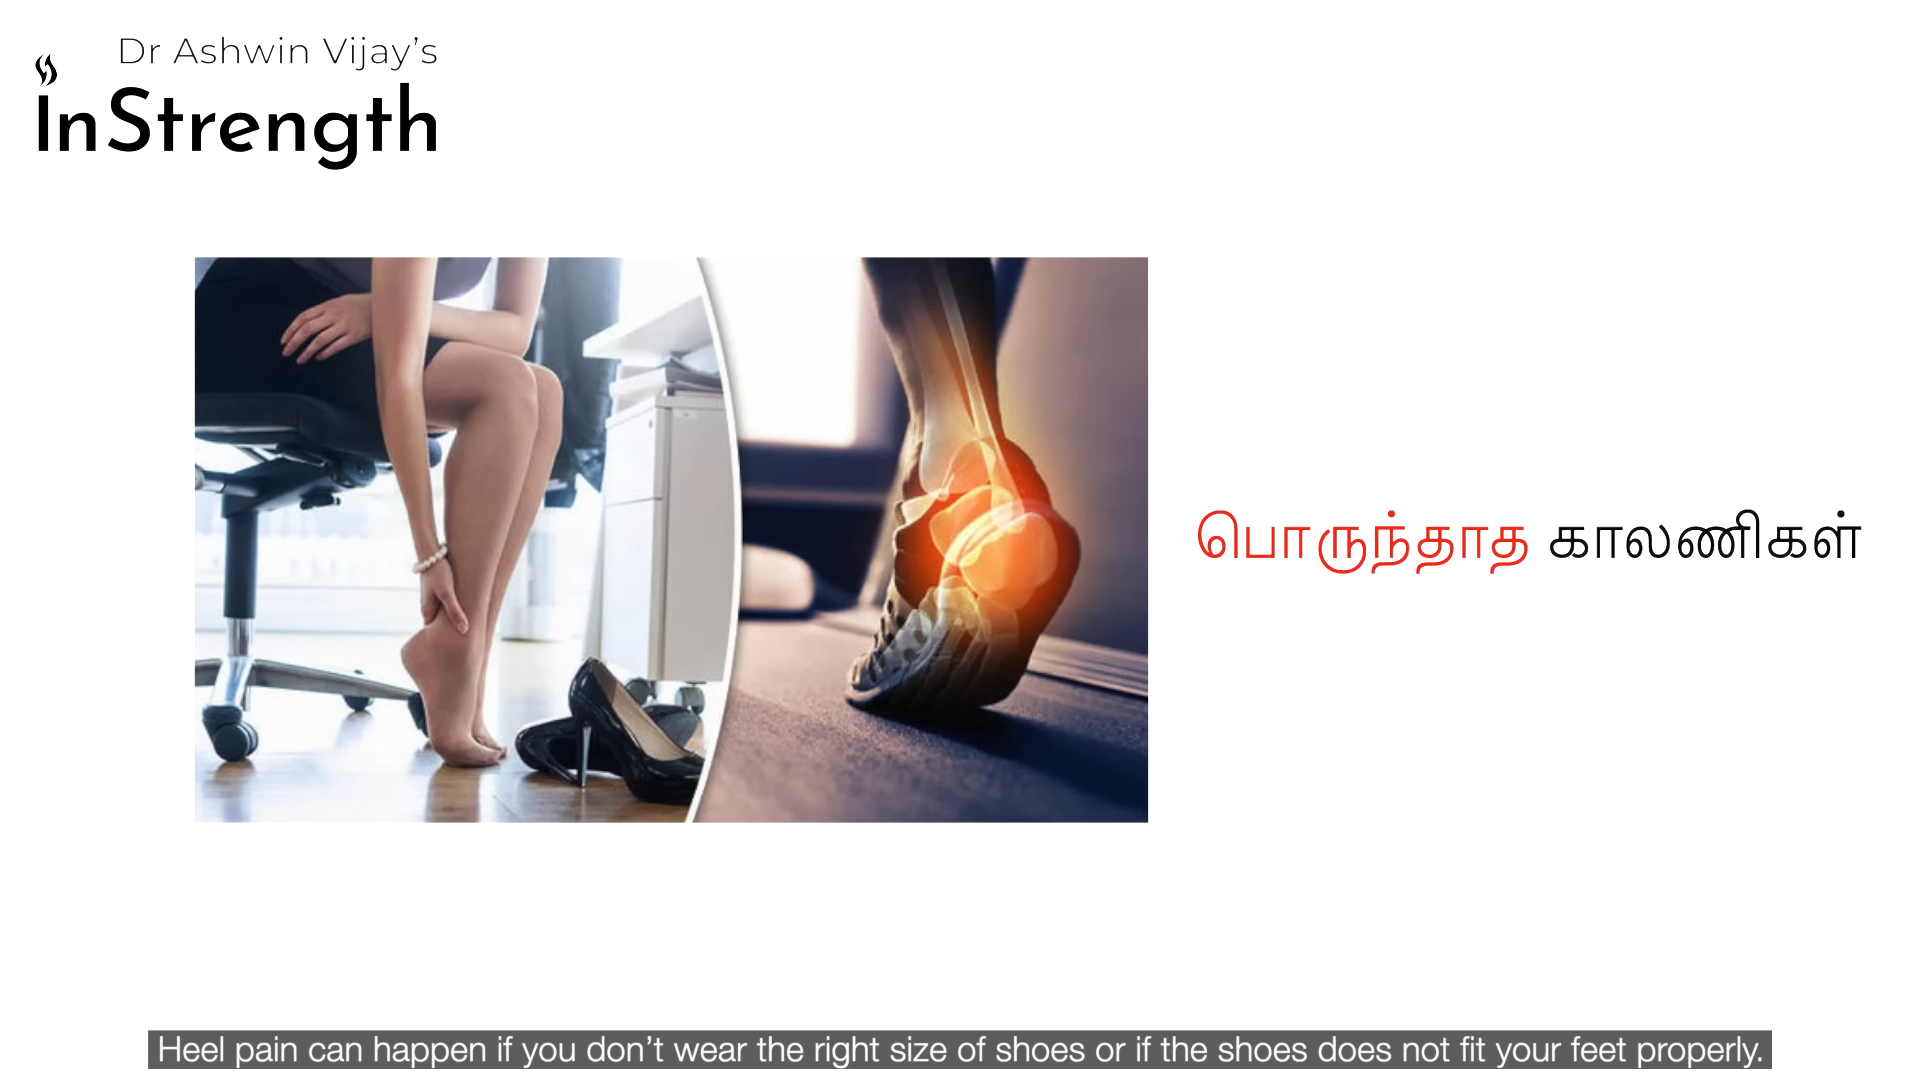 Dr Ashwin Vijay's
InStrength
பொருந்தாத காலணிகள்
Heel pain can happen if you don't wear the right size of shoes or if the shoes does not fit your feet properly.